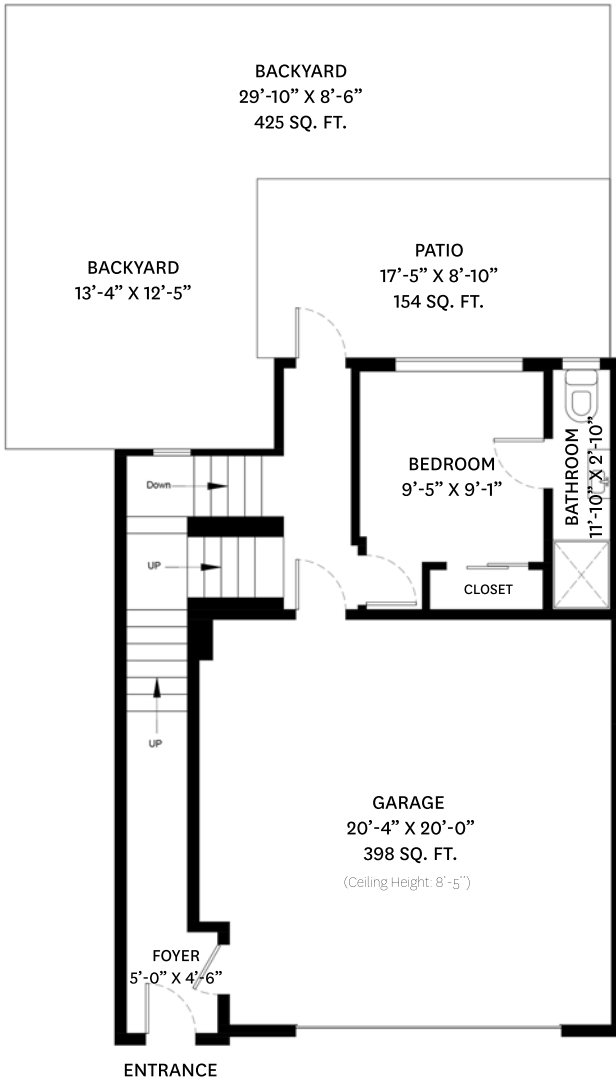 BACKYARD
29’-10” X 8’-6”
425 SQ. FT.
PATIO
17’-5” X 8’-10”
154 SQ. FT.
BACKYARD
13’-4” X 12’-5”
BEDROOM
9’-5” X 9’-1”
BATHROOM
11’-10” X 2’-10”
Down
UP
CLOSET
UP
GARAGE
20’-4” X 20’-0”
398 SQ. FT.
(Ceiling Height: 8’-5”)
FOYER
5’-0” X 4’-6”
ENTRANCE